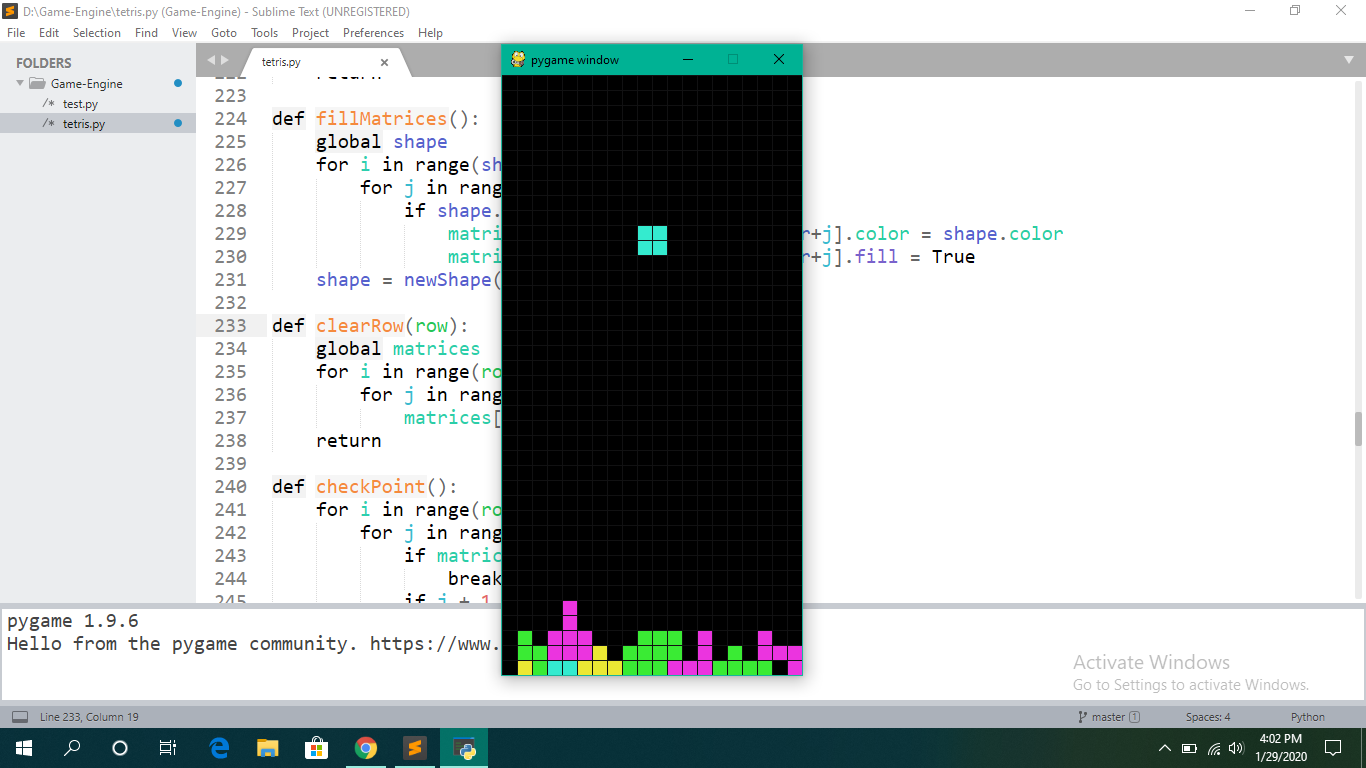 D:\Game-Engine\tetris.py (Game-Engine) - Sublime Text (UNREGISTERED)
File Edit Selection Find View Goto Tools Project Preferences Help
FOLDERS
Game-Engine
/* test.py
/* tetris.py
tetris.py
pygame window
222 return
223
224 def fillMatrices():
225 global shape
226 for i in range(sh
227 for j in rang
228 if shape.
229 matri r+j].color = shape.color
230 matri r+j].fill = True
231 shape = newShape(
232
233 def clearRow(row):
234 global matrices
235 for i in range(ro
236 for j in rang
237 matrices[
238 return
239
240 def checkPoint():
241 for i in range(ro
242 for j in rang
243 if matric
244 break
245 if j + 1
pygame 1.9.6
Hello from the pygame community. https://www.
Activate Windows
Go to Settings to activate Windows.
Line 233, Column 19
master 1
Spaces: 4
Python
4:02 PM
1/29/2020